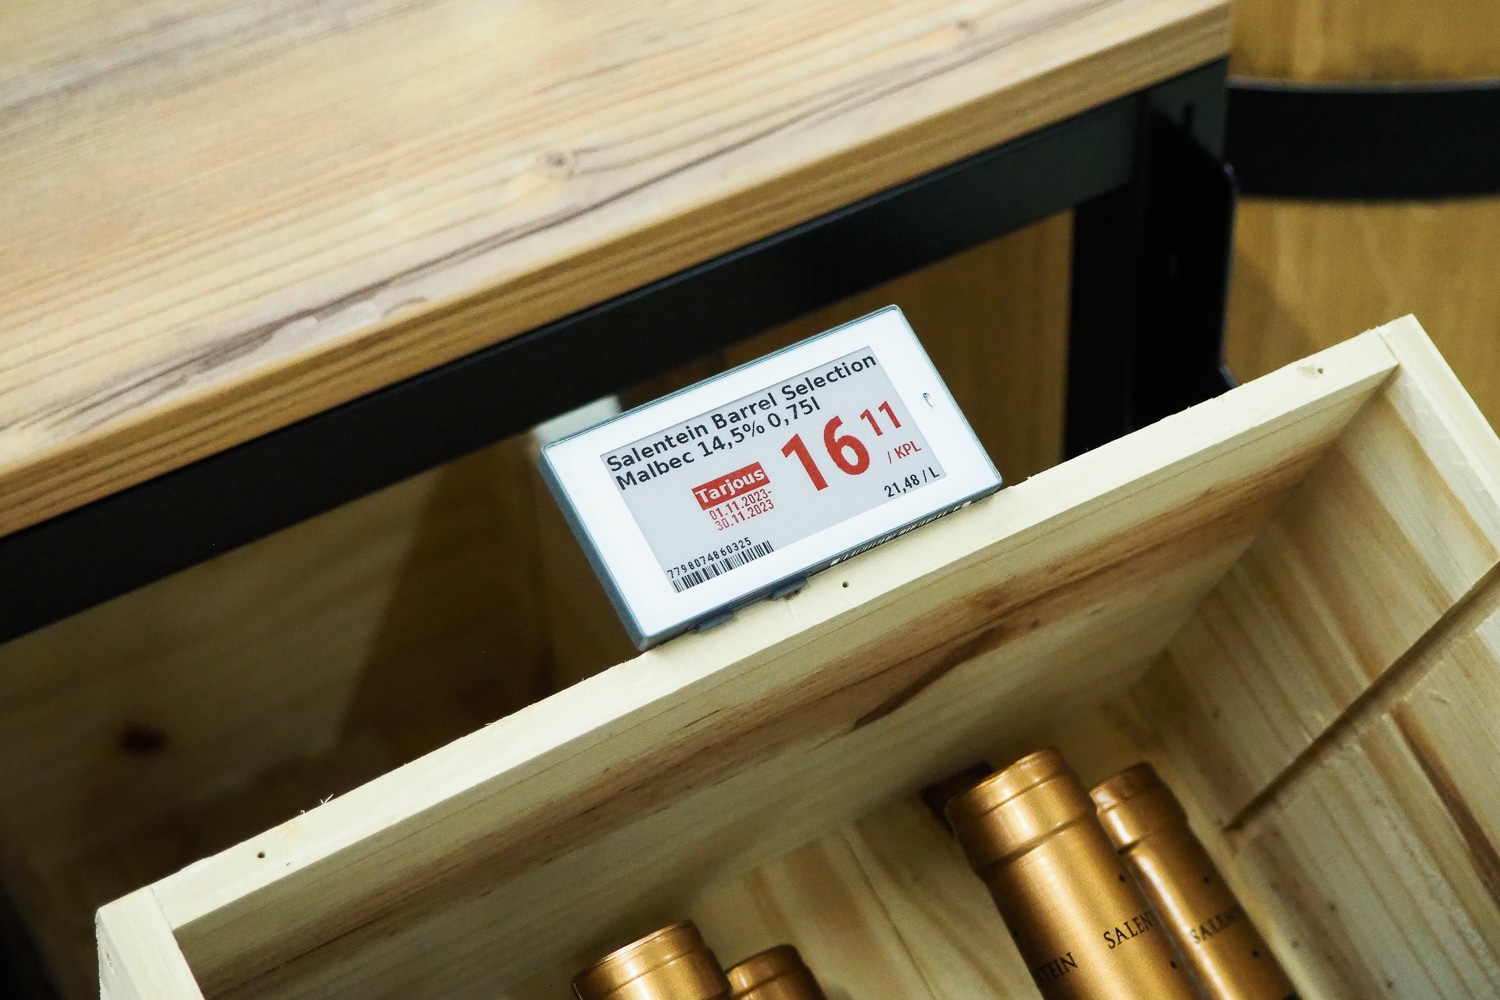 Salentein Barrel Selection
Malbec 14,5% 0,75l
Tarjous
01.11.2023-
30.11.2023
16 11
/ KPL
21,48 / L
7798074860325
SALENTEIN